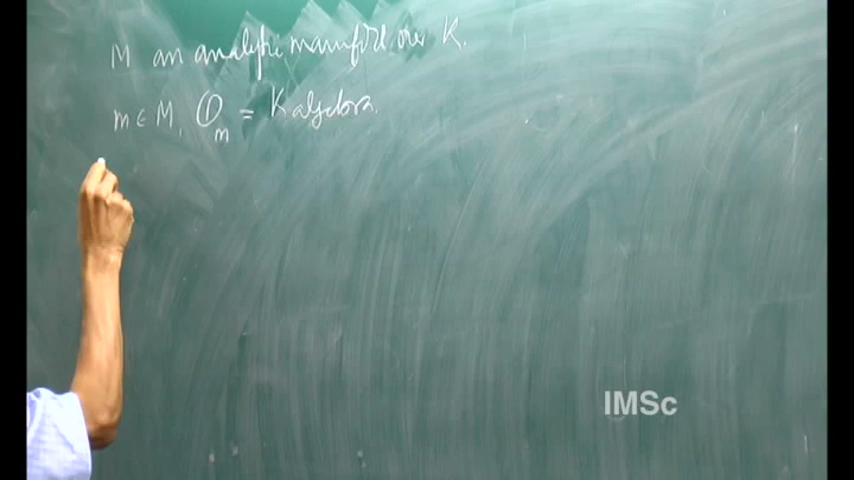 M an analytic manifold over K.
m ∈ M, O_m = K algebra.
IMSc